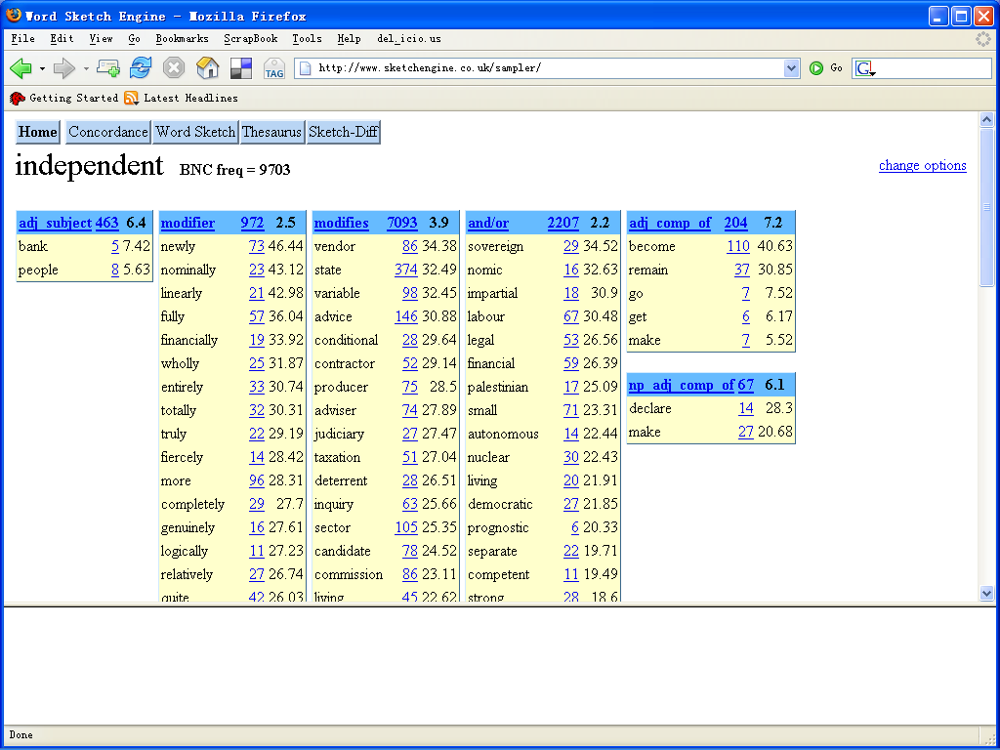 Word Sketch Engine - Mozilla Firefox
File Edit View Go Bookmarks ScrapBook Tools Help del_icio.us
TAG http://www.sketchengine.co.uk/sampler/ Go G
Getting Started Latest Headlines
Home Concordance Word Sketch Thesaurus Sketch-Diff
independent BNC freq = 9703 change options
adj_subject 463 6.4 modifier 972 2.5 modifies 7093 3.9 and/or 2207 2.2 adj_comp_of 204 7.2
bank 5 7.42 newly 73 46.44 vendor 86 34.38 sovereign 29 34.52 become 110 40.63
people 8 5.63 nominally 23 43.12 state 374 32.49 nomic 16 32.63 remain 37 30.85
linearly 21 42.98 variable 98 32.45 impartial 18 30.9 go 7 7.52
fully 57 36.04 advice 146 30.88 labour 67 30.48 get 6 6.17
financially 19 33.92 conditional 28 29.64 legal 53 26.56 make 7 5.52
wholly 25 31.87 contractor 52 29.14 financial 59 26.39
entirely 33 30.74 producer 75 28.5 palestinian 17 25.09 np_adj_comp_of 67 6.1
totally 32 30.31 adviser 74 27.89 small 71 23.31 declare 14 28.3
truly 22 29.19 judiciary 27 27.47 autonomous 14 22.44 make 27 20.68
fiercely 14 28.42 taxation 51 27.04 nuclear 30 22.43
more 96 28.31 deterrent 28 26.51 living 20 21.91
completely 29 27.7 inquiry 63 25.66 democratic 27 21.85
genuinely 16 27.61 sector 105 25.35 prognostic 6 20.33
logically 11 27.23 candidate 78 24.52 separate 22 19.71
relatively 27 26.74 commission 86 23.11 competent 11 19.49
quite 42 26.03 living 45 22.62 strong 28 18.6
Done